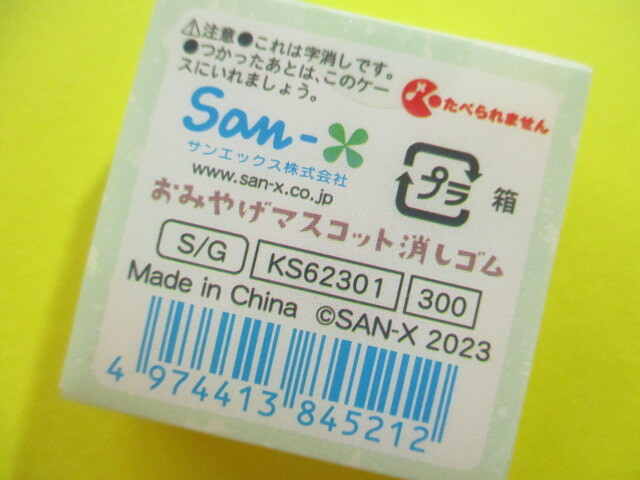 ⚠注意●これは字消しです。
●つかったあとは、このケー
スにいれましょう。
たべられません
San-X
サンエックス株式会社
www.san-x.co.jp
プラ
箱
おみやげマスコット消しゴム
S/G KS62301 300
Made in China ©SAN-X 2023
4 974413 845212